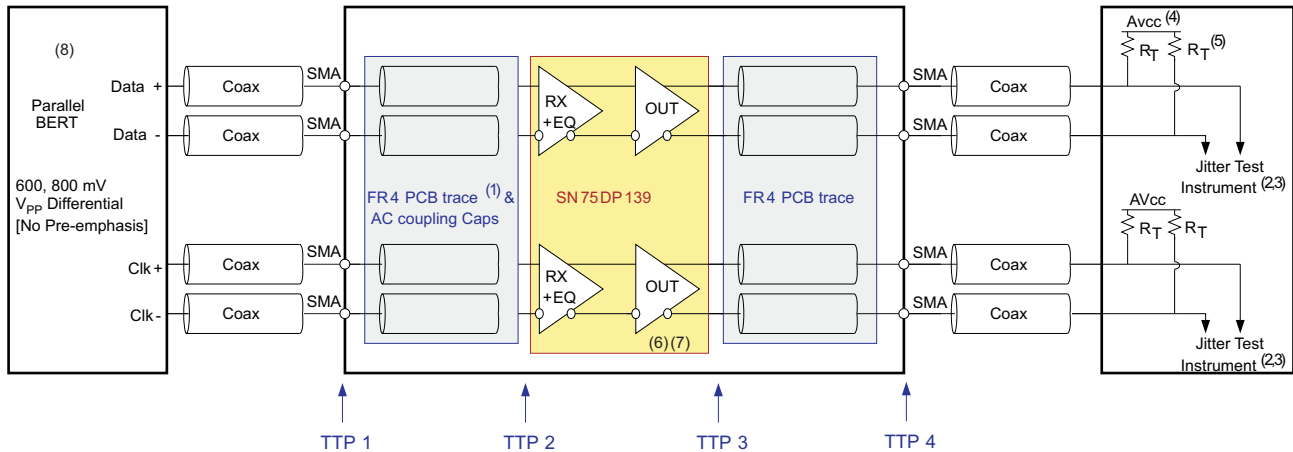 (8)
Parallel
BERT
600, 800 mV
VPP Differential
[No Pre-emphasis]
Data +
Data -
Clk+
Clk-
Coax
Coax
Coax
Coax
SMA
SMA
SMA
SMA
FR4 PCB trace (1) &
AC coupling Caps
RX
+EQ
OUT
SN75DP139
RX
+EQ
OUT
(6)(7)
FR4 PCB trace
SMA
SMA
SMA
SMA
Coax
Coax
Coax
Coax
Avcc (4)
RT
RT (5)
Jitter Test
Instrument (2,3)
AVcc
RT
RT
Jitter Test
Instrument (2,3)
TTP 1
TTP 2
TTP 3
TTP 4